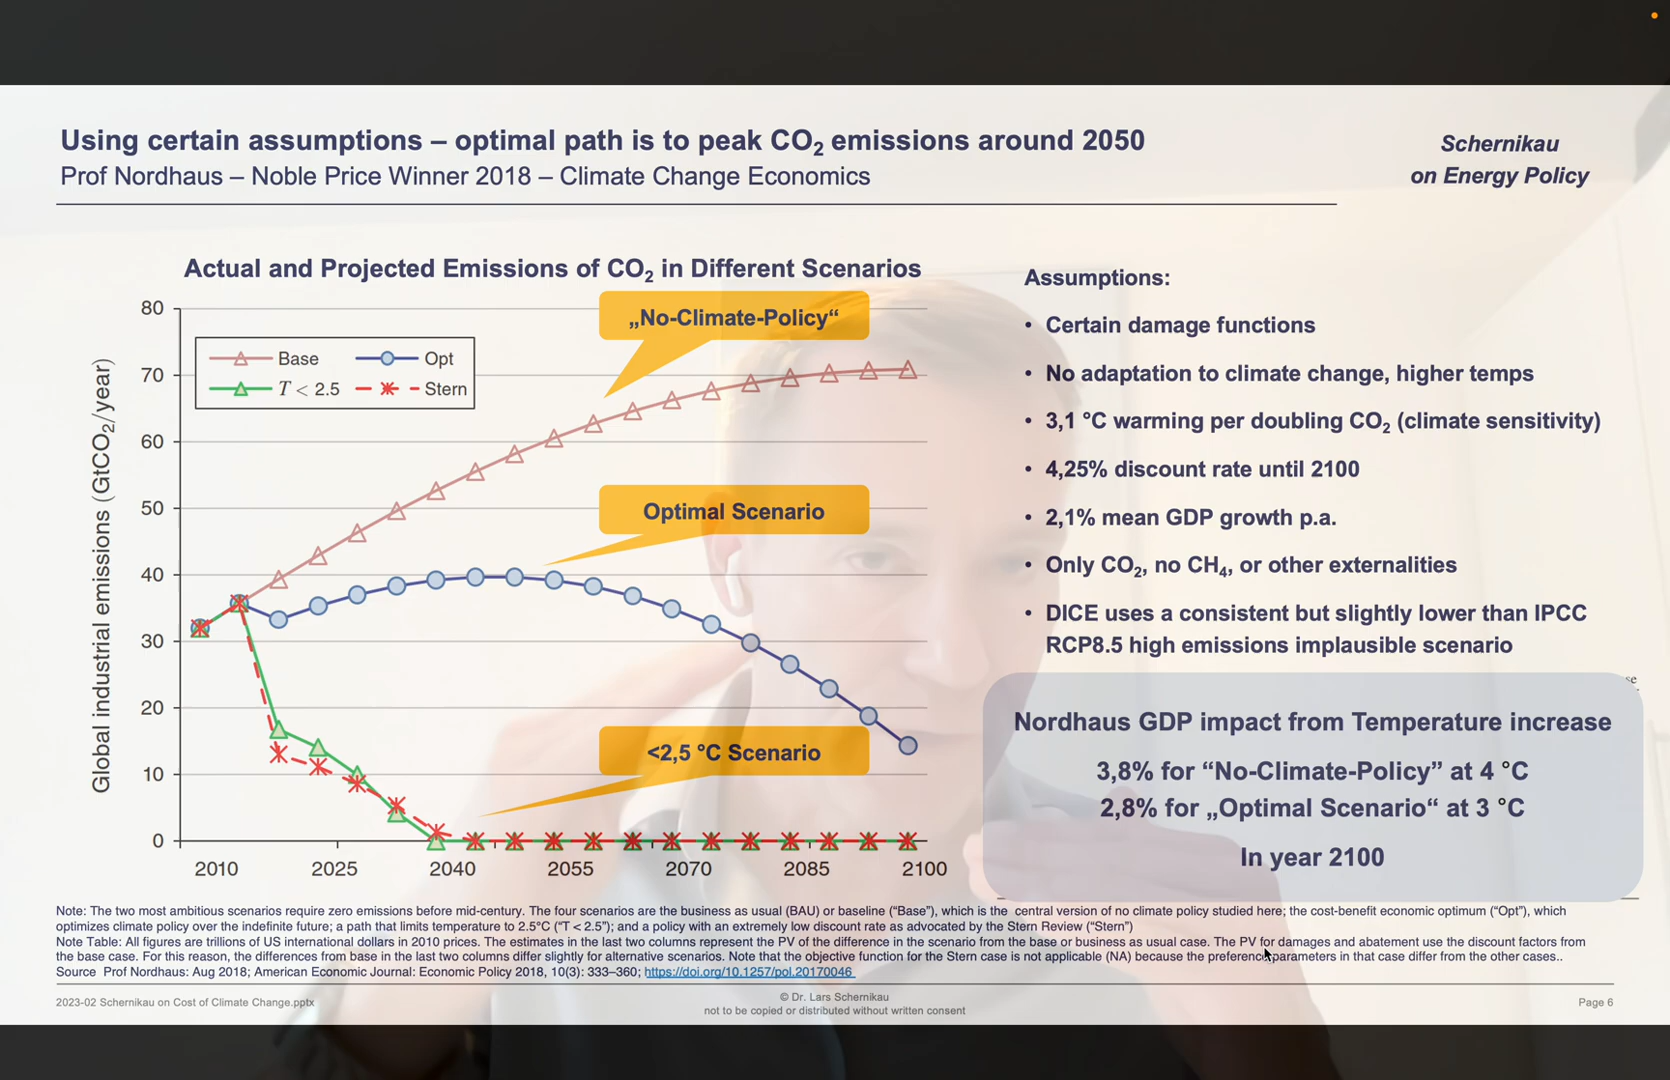 Using certain assumptions – optimal path is to peak CO₂ emissions around 2050
Prof Nordhaus – Noble Price Winner 2018 – Climate Change Economics
Schernikau
on Energy Policy
Actual and Projected Emissions of CO₂ in Different Scenarios
Global industrial emissions (GtCO₂/year)
80
70
60
50
40
30
20
10
0
2010
2025
2040
2055
2070
2085
2100
Base
Opt
T < 2.5
Stern
„No-Climate-Policy“
Optimal Scenario
<2,5 °C Scenario
Assumptions:
• Certain damage functions
• No adaptation to climate change, higher temps
• 3,1 °C warming per doubling CO₂ (climate sensitivity)
• 4,25% discount rate until 2100
• 2,1% mean GDP growth p.a.
• Only CO₂, no CH₄, or other externalities
• DICE uses a consistent but slightly lower than IPCC
RCP8.5 high emissions implausible scenario
se
Nordhaus GDP impact from Temperature increase
3,8% for “No-Climate-Policy” at 4 °C
2,8% for „Optimal Scenario“ at 3 °C
In year 2100
Note: The two most ambitious scenarios require zero emissions before mid-century. The four scenarios are the business as usual (BAU) or baseline (“Base”), which is the central version of no climate policy studied here; the cost-benefit economic optimum (“Opt”), which
optimizes climate policy over the indefinite future; a path that limits temperature to 2.5°C (“T < 2.5”); and a policy with an extremely low discount rate as advocated by the Stern Review (“Stern”)
Note Table: All figures are trillions of US international dollars in 2010 prices. The estimates in the last two columns represent the PV of the difference in the scenario from the base or business as usual case. The PV for damages and abatement use the discount factors from
the base case. For this reason, the differences from base in the last two columns differ slightly for alternative scenarios. Note that the objective function for the Stern case is not applicable (NA) because the preference parameters in that case differ from the other cases..
Source Prof Nordhaus: Aug 2018; American Economic Journal: Economic Policy 2018, 10(3): 333–360; https://doi.org/10.1257/pol.20170046
2023-02 Schernikau on Cost of Climate Change.pptx
© Dr. Lars Schernikau
not to be copied or distributed without written consent
Page 6